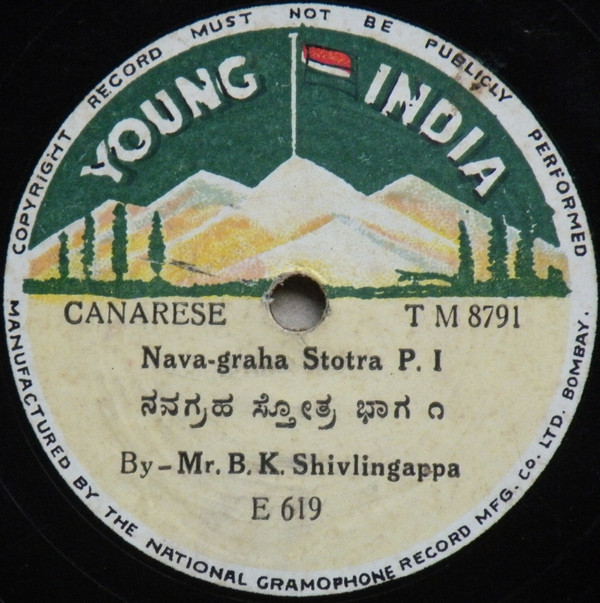 COPYRIGHT RECORD MUST NOT BE PUBLICLY PERFORMED
YOUNG INDIA
CANARESE T M 8791
Nava-graha Stotra P. I
ನವಗ್ರಹ ಸ್ತೋತ್ರ ಭಾಗ ೧
By - Mr. B. K. Shivlingappa
E 619
MANUFACTURED BY THE NATIONAL GRAMOPHONE RECORD MFG. CO. LTD. BOMBAY.